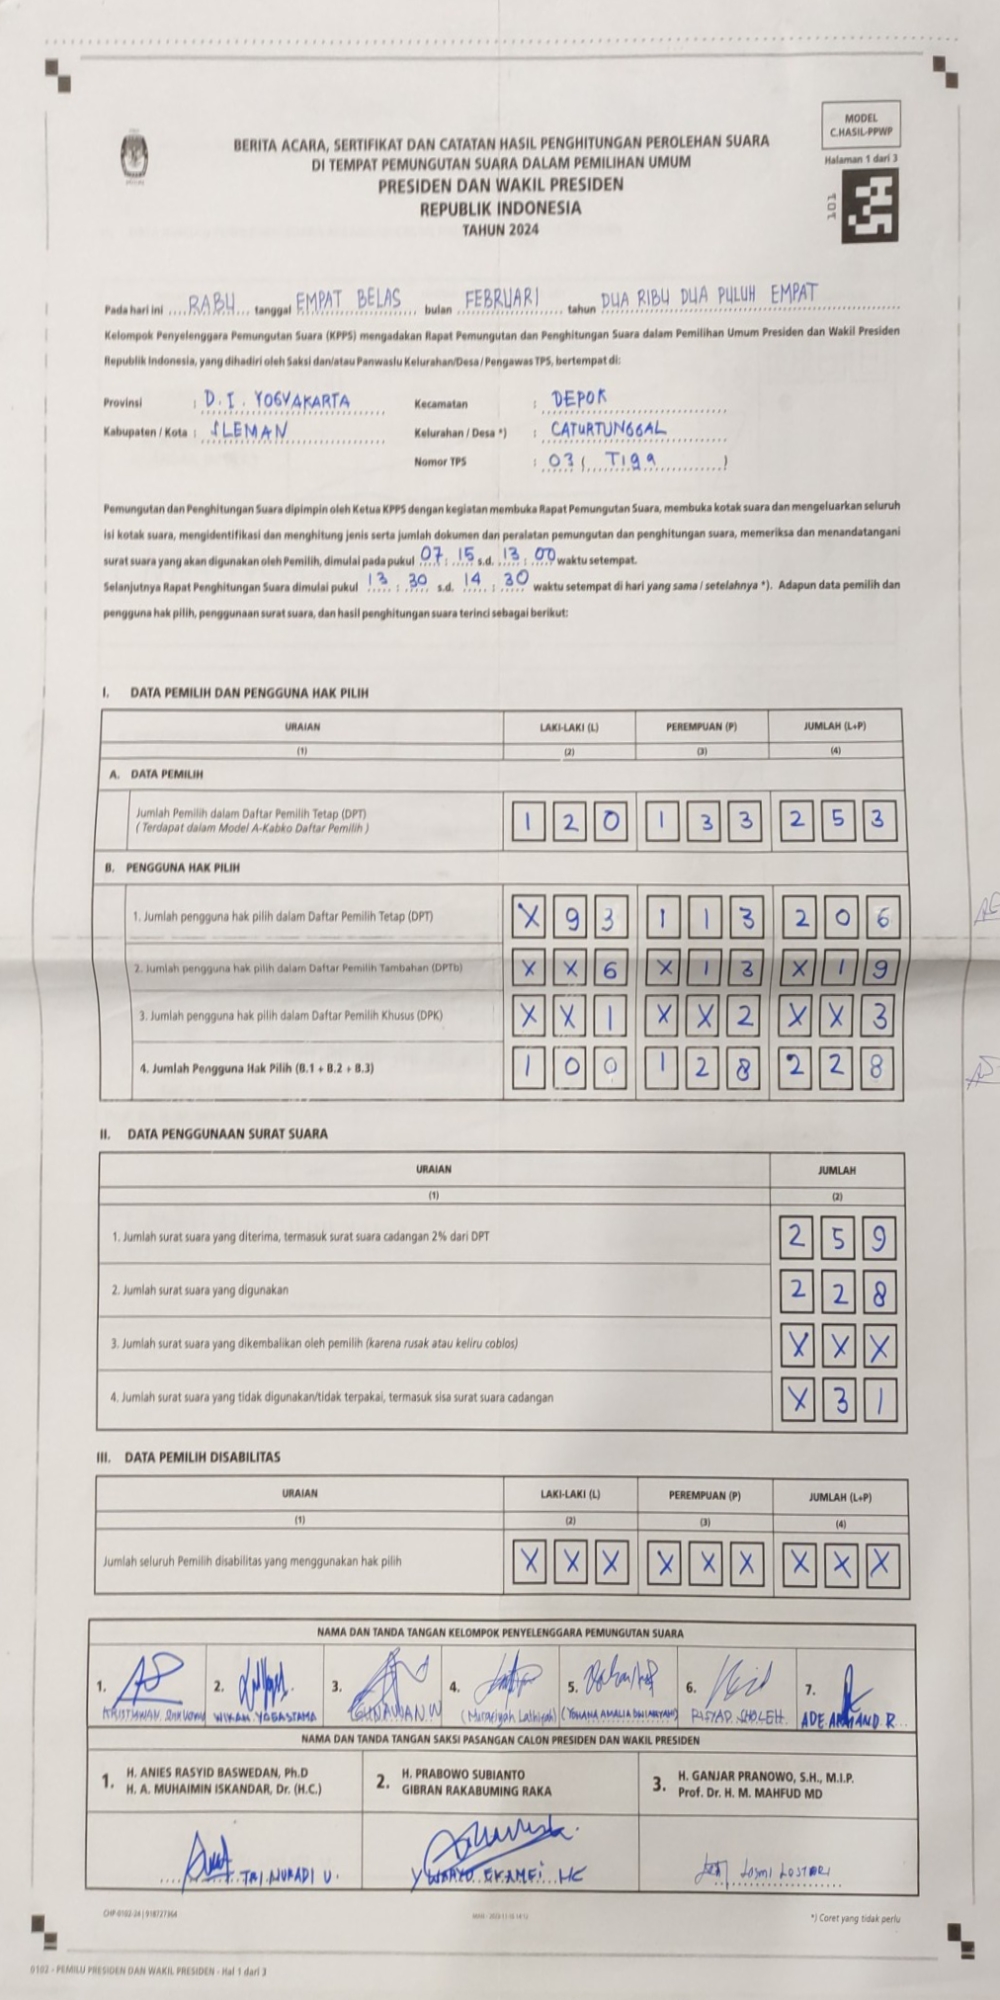 MODEL
C.HASIL-PPWP
Halaman 1 dari 3
101
BERITA ACARA, SERTIFIKAT DAN CATATAN HASIL PENGHITUNGAN PEROLEHAN SUARA
DI TEMPAT PEMUNGUTAN SUARA DALAM PEMILIHAN UMUM
PRESIDEN DAN WAKIL PRESIDEN
REPUBLIK INDONESIA
TAHUN 2024
Pada hari ini RABU tanggal EMPAT BELAS bulan FEBRUARI tahun DUA RIBU DUA PULUH EMPAT
Kelompok Penyelenggara Pemungutan Suara (KPPS) mengadakan Rapat Pemungutan dan Penghitungan Suara dalam Pemilihan Umum Presiden dan Wakil Presiden
Republik Indonesia, yang dihadiri oleh Saksi dan/atau Panwaslu Kelurahan/Desa / Pengawas TPS, bertempat di:
Provinsi : D.I. YOGYAKARTA Kecamatan : DEPOK
Kabupaten / Kota : SLEMAN Kelurahan / Desa *) : CATURTUNGGAL
Nomor TPS : 03 ( TIga )
Pemungutan dan Penghitungan Suara dipimpin oleh Ketua KPPS dengan kegiatan membuka Rapat Pemungutan Suara, membuka kotak suara dan mengeluarkan seluruh
isi kotak suara, mengidentifikasi dan menghitung jenis serta jumlah dokumen dan peralatan pemungutan dan penghitungan suara, memeriksa dan menandatangani
surat suara yang akan digunakan oleh Pemilih, dimulai pada pukul 07 : 15 s.d. 13 : 00 waktu setempat.
Selanjutnya Rapat Penghitungan Suara dimulai pukul 13 : 30 s.d. 14 : 30 waktu setempat di hari yang sama / setelahnya *). Adapun data pemilih dan
pengguna hak pilih, penggunaan surat suara, dan hasil penghitungan suara terinci sebagai berikut:
I. DATA PEMILIH DAN PENGGUNA HAK PILIH
URAIAN LAKI-LAKI (L) PEREMPUAN (P) JUMLAH (L+P)
(1) (2) (3) (4)
A. DATA PEMILIH
Jumlah Pemilih dalam Daftar Pemilih Tetap (DPT) 1 2 0 1 3 3 2 5 3
( Terdapat dalam Model A-Kabko Daftar Pemilih )
B. PENGGUNA HAK PILIH
1. Jumlah pengguna hak pilih dalam Daftar Pemilih Tetap (DPT) X 9 3 1 1 3 2 0 6
2. Jumlah pengguna hak pilih dalam Daftar Pemilih Tambahan (DPTb) X X 6 X 1 3 X 1 9
3. Jumlah pengguna hak pilih dalam Daftar Pemilih Khusus (DPK) X X 1 X X 2 X X 3
4. Jumlah Pengguna Hak Pilih (B.1 + B.2 + B.3) 1 0 0 1 2 8 2 2 8
II. DATA PENGGUNAAN SURAT SUARA
URAIAN JUMLAH
(1) (2)
1. Jumlah surat suara yang diterima, termasuk surat suara cadangan 2% dari DPT 2 5 9
2. Jumlah surat suara yang digunakan 2 2 8
3. Jumlah surat suara yang dikembalikan oleh pemilih (karena rusak atau keliru coblos) X X X
4. Jumlah surat suara yang tidak digunakan/tidak terpakai, termasuk sisa surat suara cadangan X 3 1
III. DATA PEMILIH DISABILITAS
URAIAN LAKI-LAKI (L) PEREMPUAN (P) JUMLAH (L+P)
(1) (2) (3) (4)
Jumlah seluruh Pemilih disabilitas yang menggunakan hak pilih X X X X X X X X X
NAMA DAN TANDA TANGAN KELOMPOK PENYELENGGARA PEMUNGUTAN SUARA
1. 2. 3. 4. 5. 6. 7.
WIKAN YOGASTAMA GUNAWAN W RISYAD SHOLEH ADE ARMAND R
NAMA DAN TANDA TANGAN SAKSI PASANGAN CALON PRESIDEN DAN WAKIL PRESIDEN
1. H. ANIES RASYID BASWEDAN, Ph.D
H. A. MUHAIMIN ISKANDAR, Dr. (H.C.)
2. H. PRABOWO SUBIANTO
GIBRAN RAKABUMING RAKA
3. H. GANJAR PRANOWO, S.H., M.I.P.
Prof. Dr. H. M. MAHFUD MD
TRI NURADI U.
*) Coret yang tidak perlu
0102 - PEMILU PRESIDEN DAN WAKIL PRESIDEN - Hal 1 dari 3